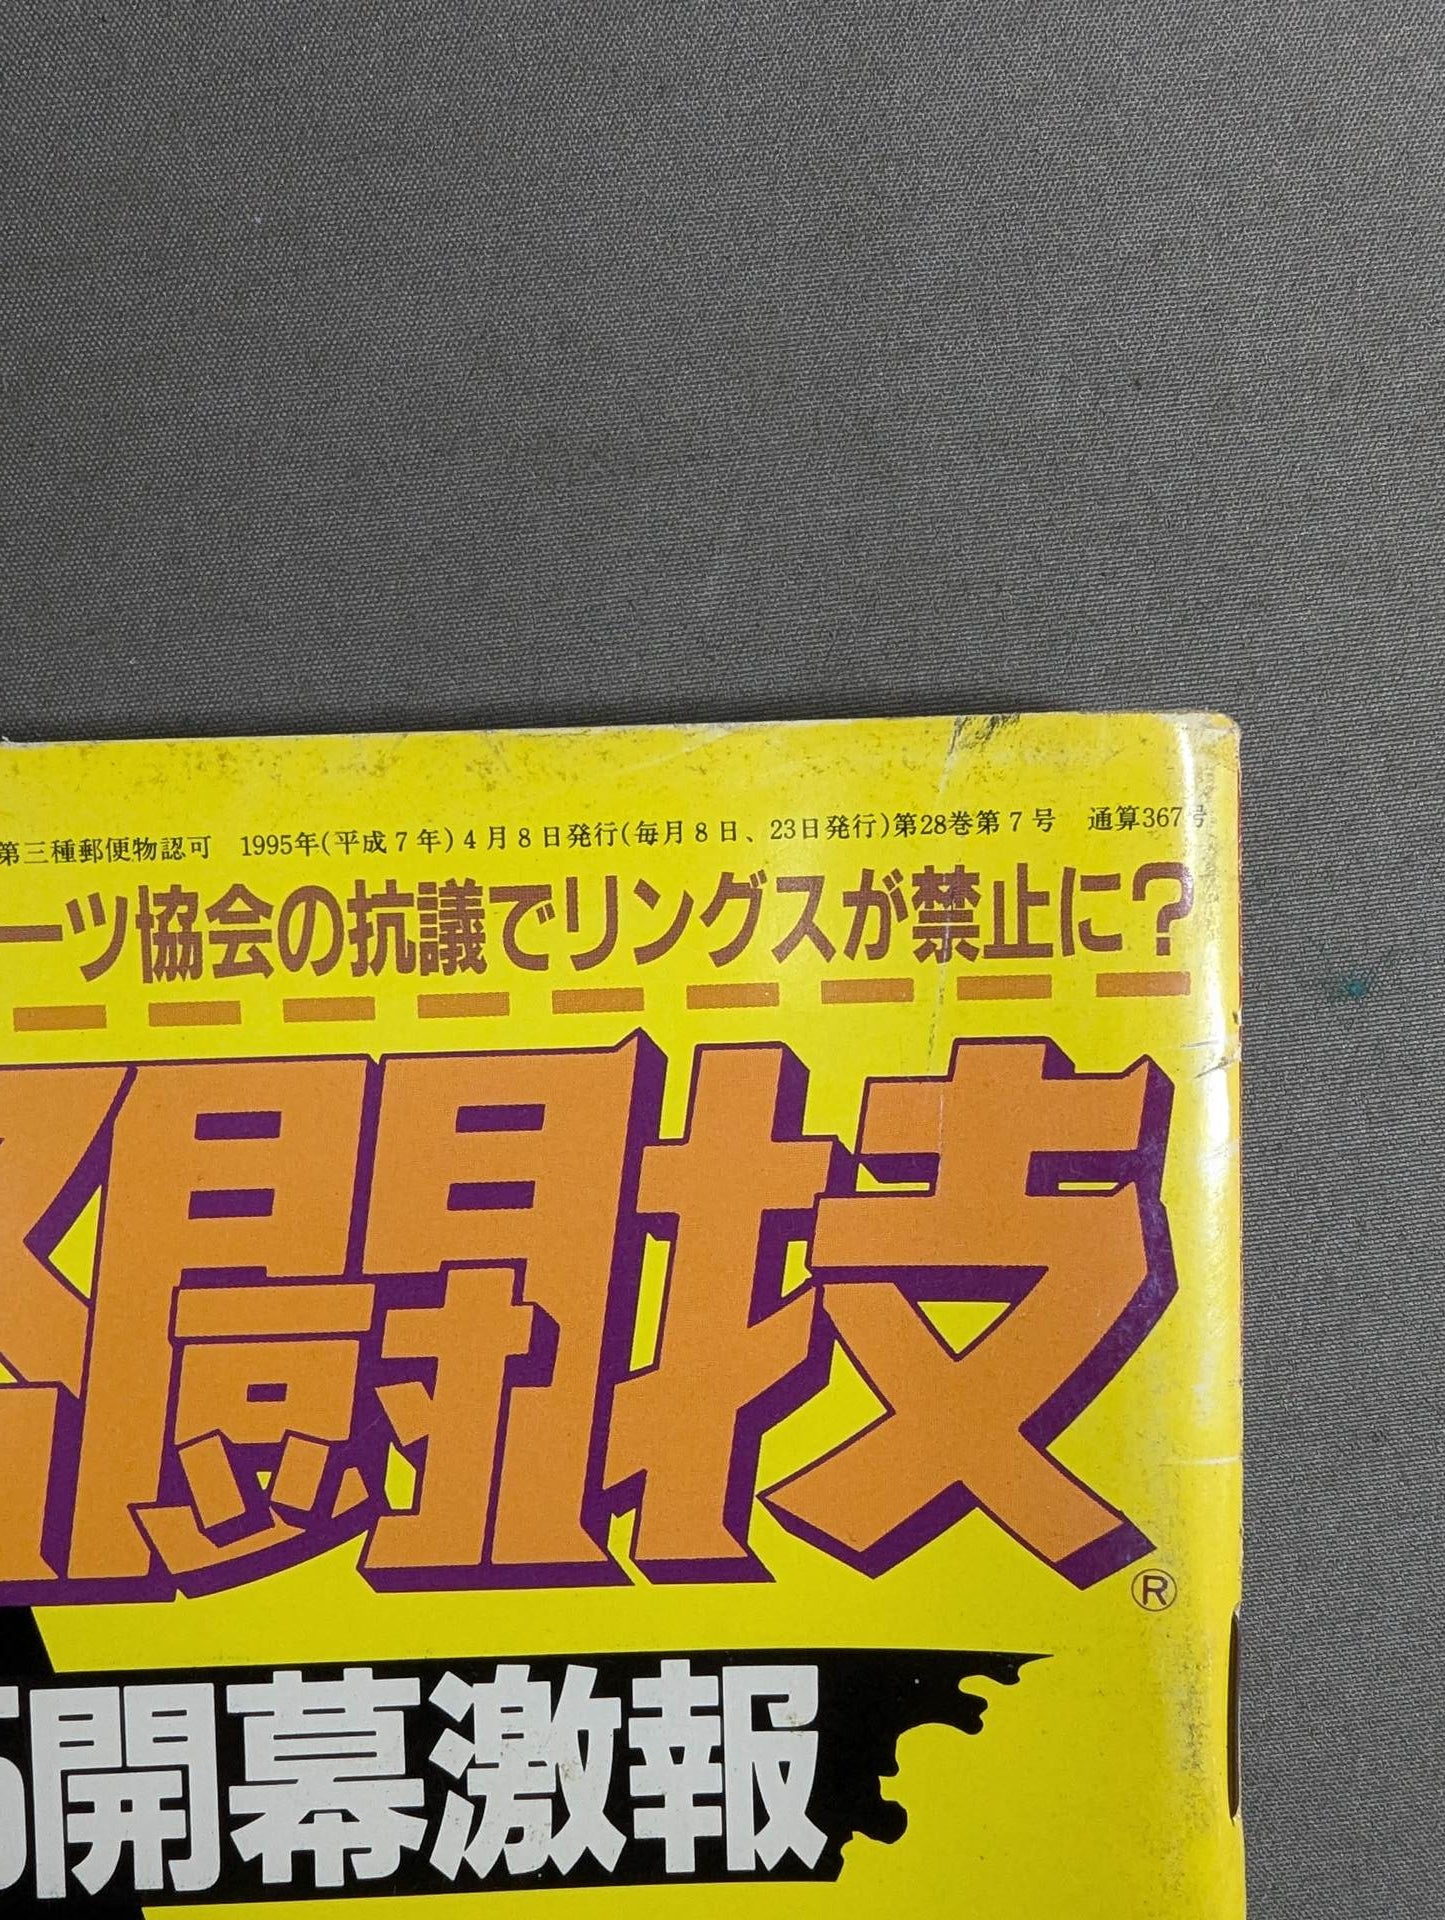 第三種郵便物認可　1995年(平成7年)4月8日発行(毎月8日、23日発行)第28巻第7号　通算367号
ーツ協会の抗議でリングスが禁止に?
闘技
®
開幕激報